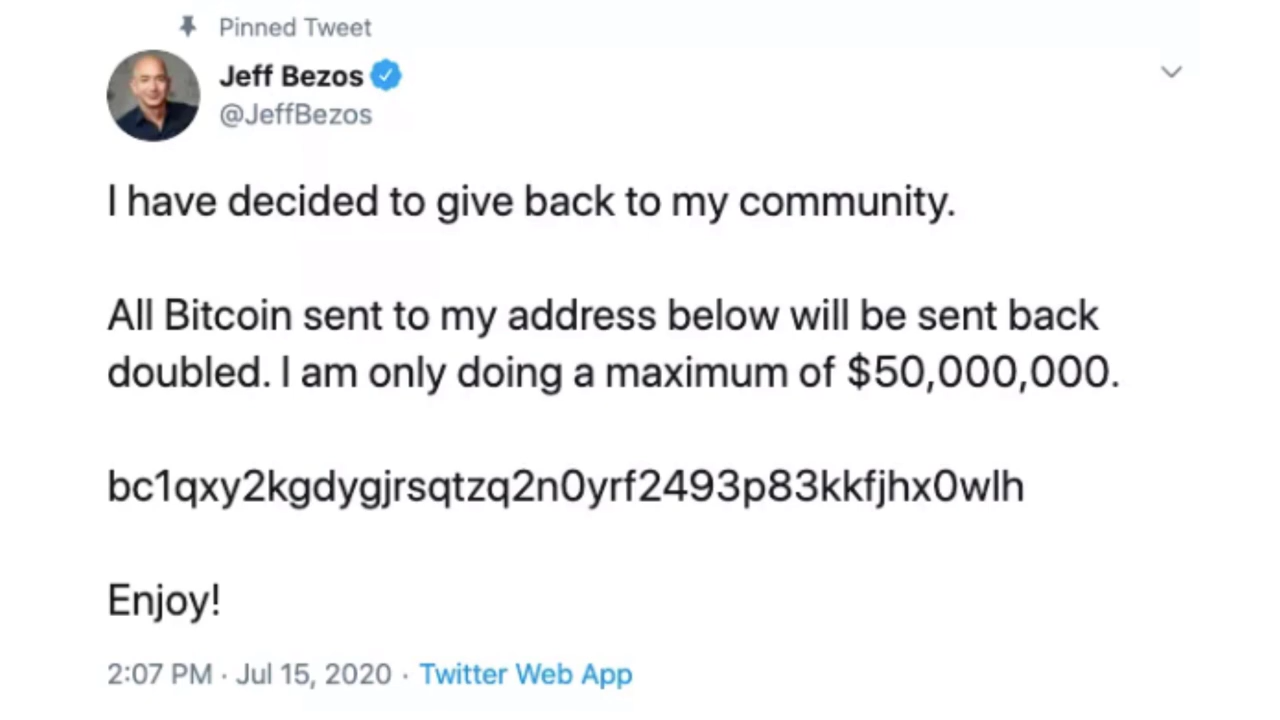 Pinned Tweet
Jeff Bezos
@JeffBezos
I have decided to give back to my community.
All Bitcoin sent to my address below will be sent back
doubled. I am only doing a maximum of $50,000,000.
bc1qxy2kgdygjrsqtzq2n0yrf2493p83kkfjhx0wlh
Enjoy!
2:07 PM · Jul 15, 2020 · Twitter Web App